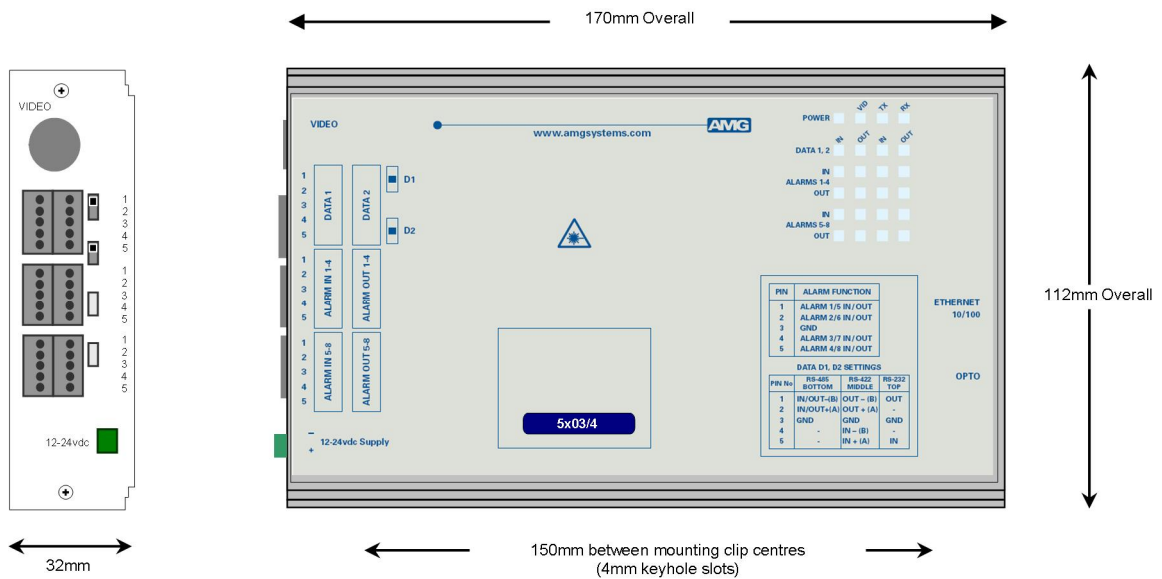 170mm Overall
VIDEO
1
2
3
4
5
1
2
3
4
5
1
2
3
4
5
12-24vdc
32mm
VIDEO
www.amgsystems.com
AMG
VID TX RX
POWER
IN OUT IN OUT
DATA 1, 2
IN
ALARMS 1-4
OUT
IN
ALARMS 5-8
OUT
1
2
3
4
5
DATA 1
DATA 2
D1
D2
1
2
3
4
5
ALARM IN 1-4
ALARM OUT 1-4
1
2
3
4
5
ALARM IN 5-8
ALARM OUT 5-8
– 12-24vdc Supply
+
5x03/4
PIN ALARM FUNCTION
1 ALARM 1/5 IN/OUT
2 ALARM 2/6 IN/OUT
3 GND
4 ALARM 3/7 IN/OUT
5 ALARM 4/8 IN/OUT
DATA D1, D2 SETTINGS
PIN No RS-485 BOTTOM RS-422 MIDDLE RS-232 TOP
1 IN/OUT–(B) OUT – (B) OUT
2 IN/OUT+(A) OUT + (A) -
3 GND GND GND
4 - IN – (B) -
5 - IN + (A) IN
ETHERNET
10/100
OPTO
112mm Overall
150mm between mounting clip centres
(4mm keyhole slots)